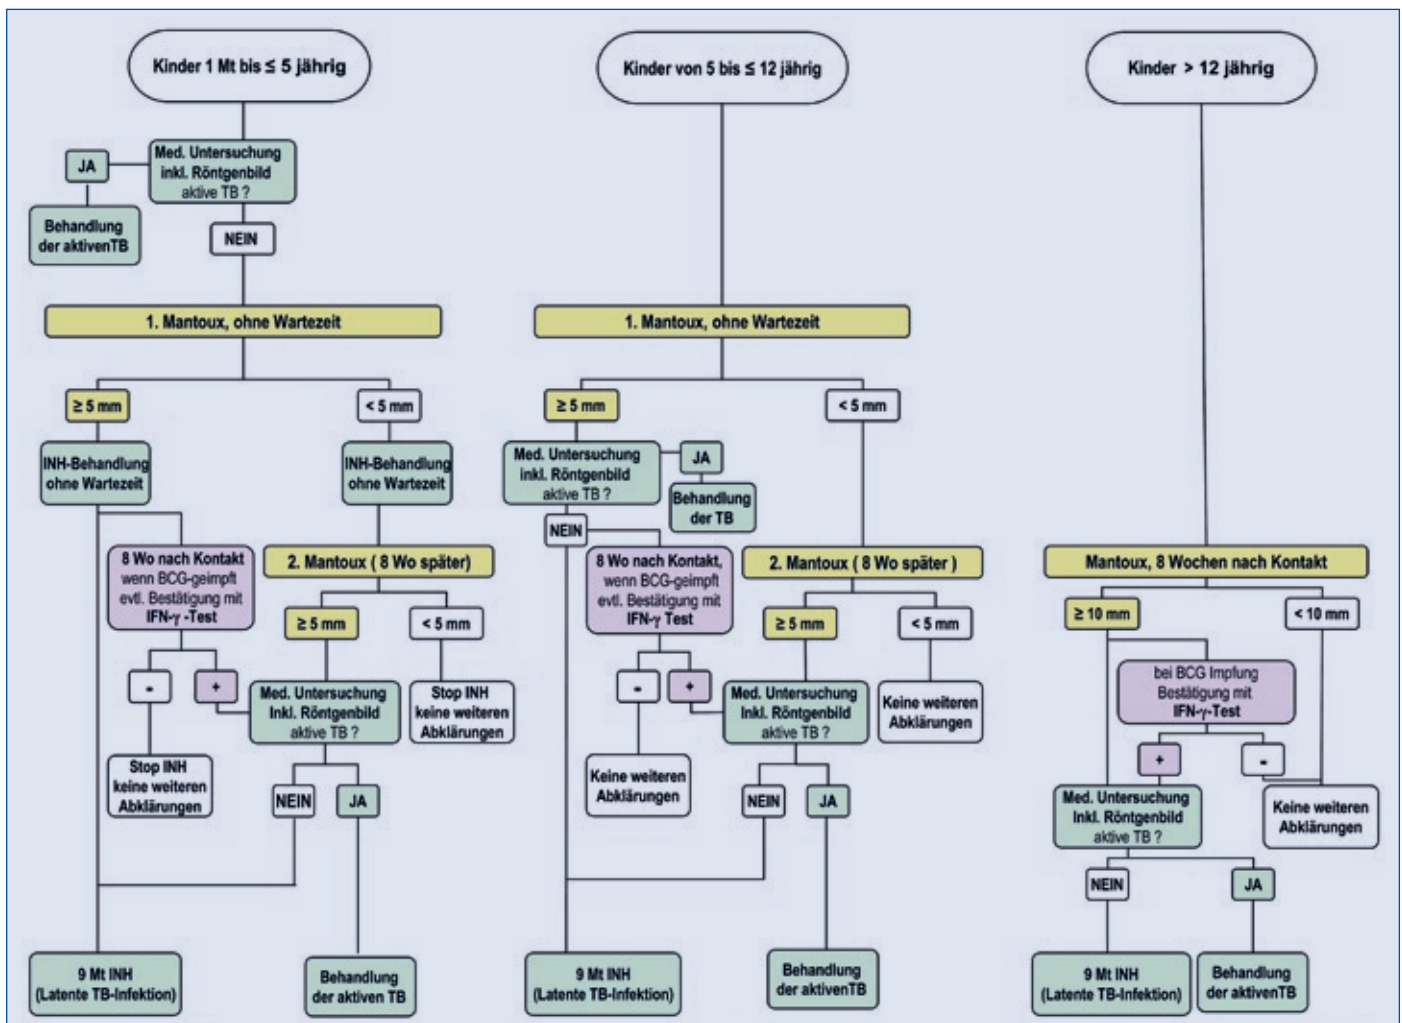 Kinder 1 Mt bis ≤ 5 jährig
Med. Untersuchung
inkl. Röntgenbild
aktive TB ?
JA
Behandlung
der aktivenTB
NEIN
1. Mantoux, ohne Wartezeit
≥ 5 mm
< 5 mm
INH-Behandlung
ohne Wartezeit
INH-Behandlung
ohne Wartezeit
8 Wo nach Kontakt
wenn BCG-geimpft
evtl. Bestätigung mit
IFN-γ -Test
-
+
Stop INH
keine weiteren
Abklärungen
2. Mantoux ( 8 Wo später)
≥ 5 mm
< 5 mm
Med. Untersuchung
Inkl. Röntgenbild
aktive TB ?
Stop INH
keine weiteren
Abklärungen
NEIN
JA
9 Mt INH
(Latente TB-Infektion)
Behandlung
der aktiven TB
Kinder von 5 bis ≤ 12 jährig
1. Mantoux, ohne Wartezeit
≥ 5 mm
< 5 mm
Med. Untersuchung
inkl. Röntgenbild
aktive TB ?
JA
Behandlung
der TB
NEIN
8 Wo nach Kontakt,
wenn BCG-geimpft
evtl. Bestätigung mit
IFN-γ Test
-
+
Keine weiteren
Abklärungen
2. Mantoux ( 8 Wo später )
≥ 5 mm
< 5 mm
Med. Untersuchung
Inkl. Röntgenbild
aktive TB ?
Keine weiteren
Abklärungen
NEIN
JA
9 Mt INH
(Latente TB-Infektion)
Behandlung
der aktivenTB
Kinder > 12 jährig
Mantoux, 8 Wochen nach Kontakt
≥ 10 mm
< 10 mm
bei BCG Impfung
Bestätigung mit
IFN-γ-Test
+
-
Med. Untersuchung
Inkl. Röntgenbild
aktive TB ?
Keine weiteren
Abklärungen
NEIN
JA
9 Mt INH
(Latente TB-Infektion)
Behandlung
der aktivenTB